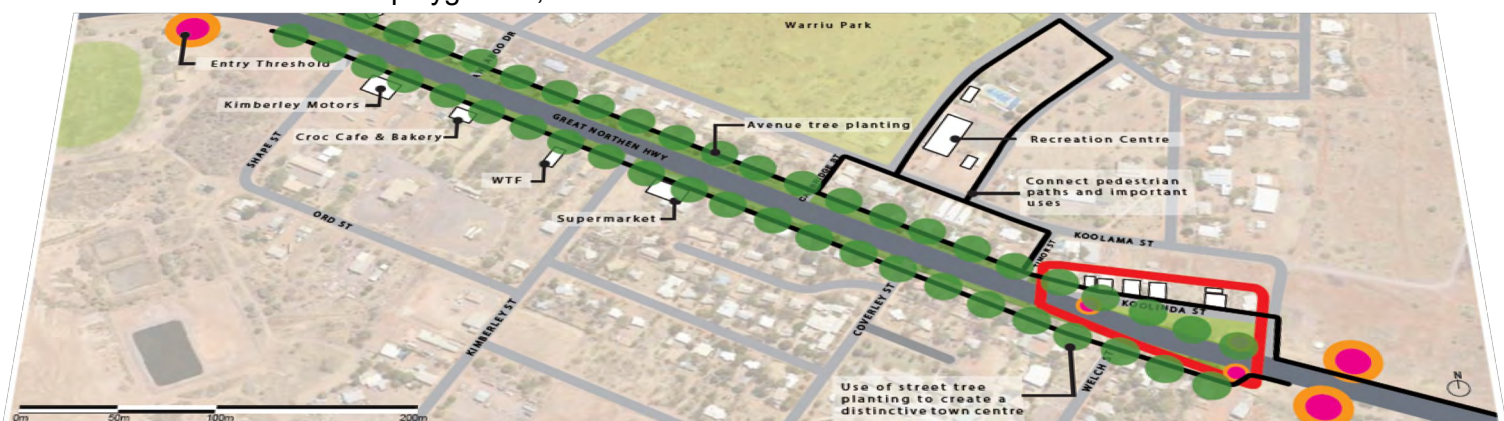 Warriu Park
Entry Threshold
Kimberley Motors
Croc Cafe & Bakery
GREAT NORTHEN HWY
Avenue tree planting
Recreation Centre
SHAPE ST
WTF
Connect pedestrian
paths and important
uses
Supermarket
ORD ST
KOOLAMA ST
KOOLINDA ST
KIMBERLEY ST
COVERLEY ST
WELCH ST
Use of street tree
planting to create a
distinctive town centre
N
0m 50m 100m 200m